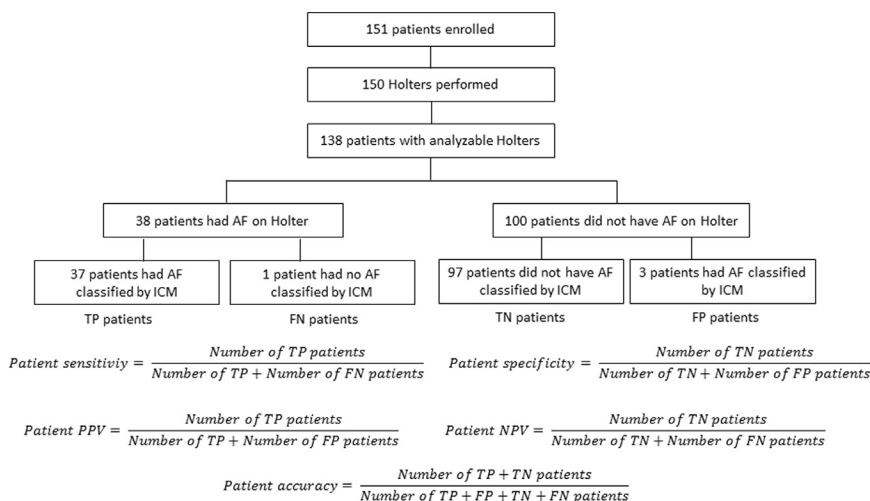 151 patients enrolled
150 Holters performed
138 patients with analyzable Holters
38 patients had AF on Holter
100 patients did not have AF on Holter
37 patients had AF
classified by ICM
1 patient had no AF
classified by ICM
97 patients did not have AF
classified by ICM
3 patients had AF classified
by ICM
TP patients
FN patients
TN patients
FP patients
Patient sensitiviy = Number of TP patients / Number of TP + Number of FN patients
Patient specificity = Number of TN patients / Number of TN + Number of FP patients
Patient PPV = Number of TP patients / Number of TP + Number of FP patients
Patient NPV = Number of TN patients / Number of TN + Number of FN patients
Patient accuracy = Number of TP + TN patients / Number of TP + FP + TN + FN patients